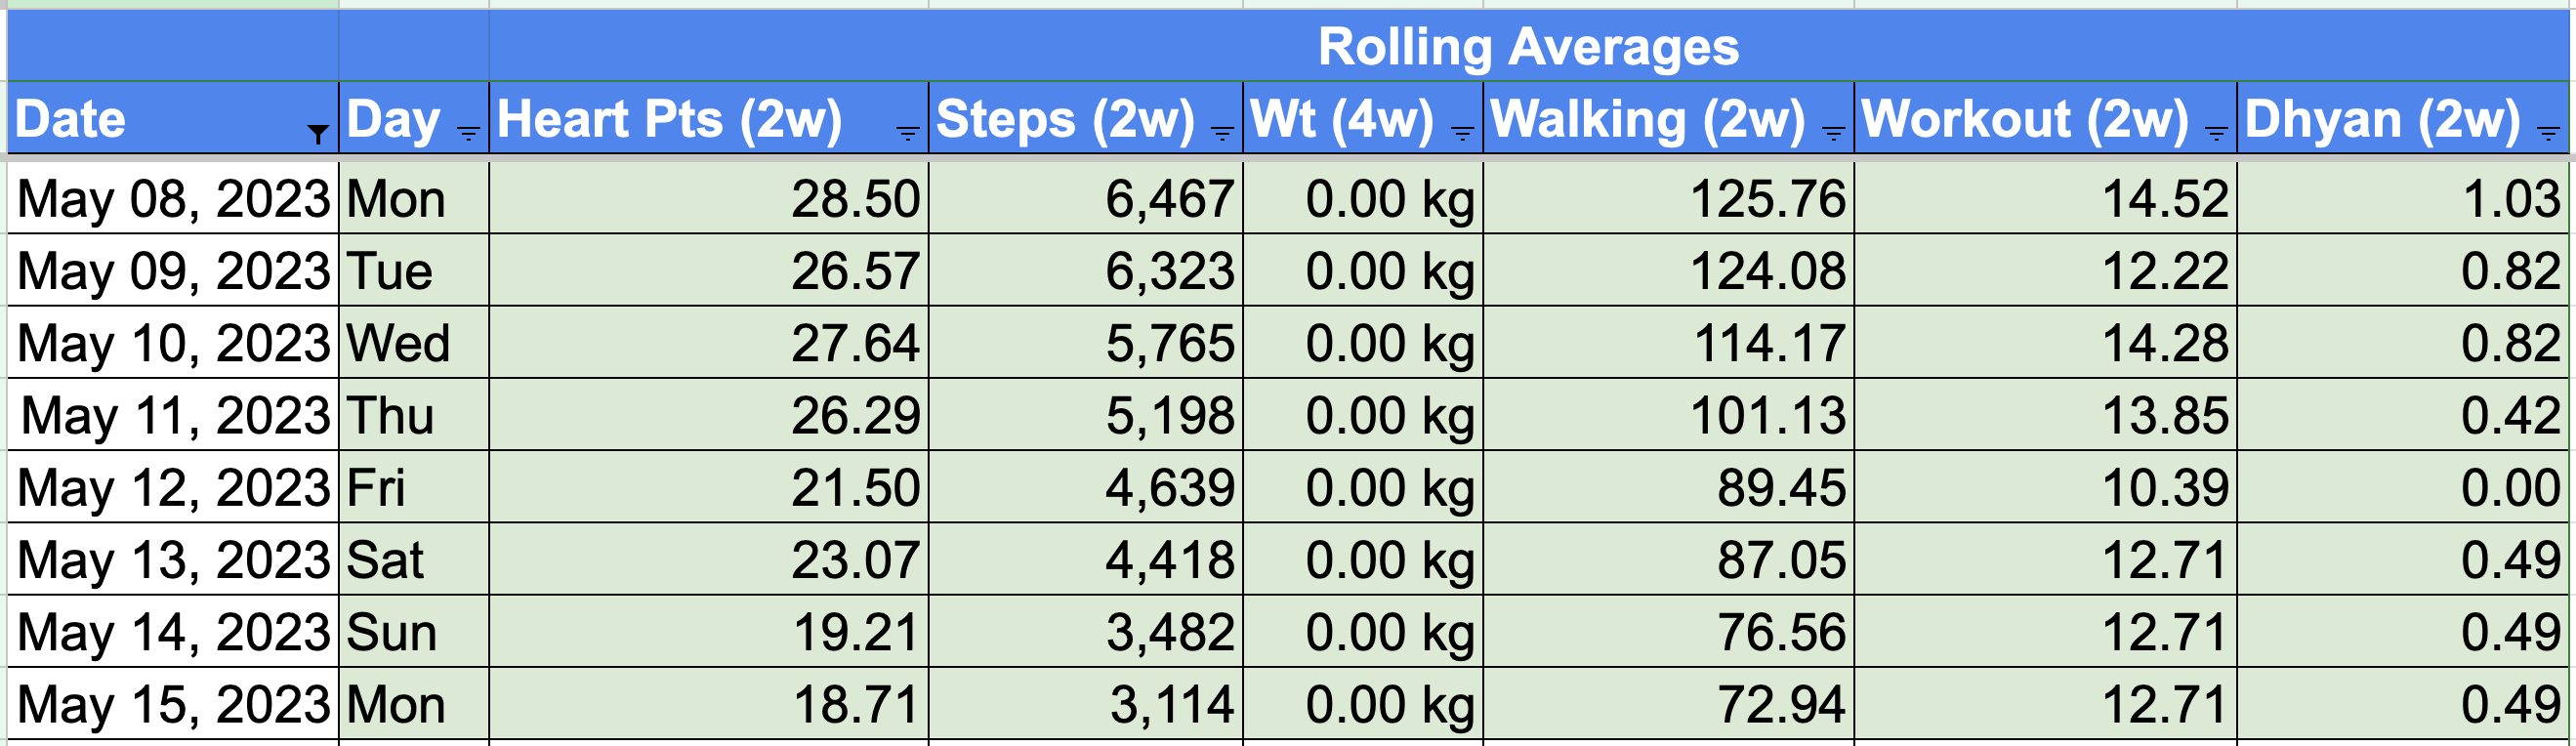 Rolling Averages
Date Day Heart Pts (2w) Steps (2w) Wt (4w) Walking (2w) Workout (2w) Dhyan (2w)
May 08, 2023 Mon 28.50 6,467 0.00 kg 125.76 14.52 1.03
May 09, 2023 Tue 26.57 6,323 0.00 kg 124.08 12.22 0.82
May 10, 2023 Wed 27.64 5,765 0.00 kg 114.17 14.28 0.82
May 11, 2023 Thu 26.29 5,198 0.00 kg 101.13 13.85 0.42
May 12, 2023 Fri 21.50 4,639 0.00 kg 89.45 10.39 0.00
May 13, 2023 Sat 23.07 4,418 0.00 kg 87.05 12.71 0.49
May 14, 2023 Sun 19.21 3,482 0.00 kg 76.56 12.71 0.49
May 15, 2023 Mon 18.71 3,114 0.00 kg 72.94 12.71 0.49